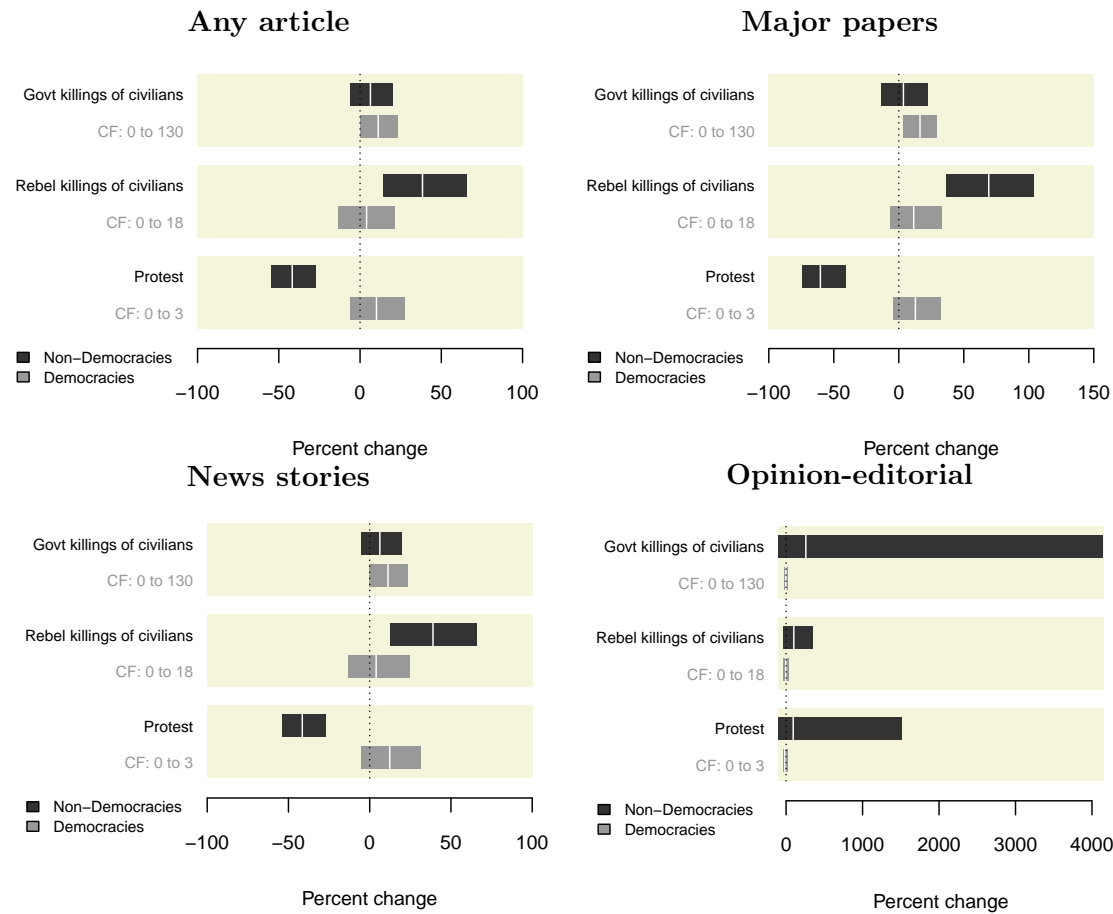 Any article
Govt killings of civilians
CF: 0 to 130
Rebel killings of civilians
CF: 0 to 18
Protest
CF: 0 to 3
Non−Democracies
Democracies
−100 −50 0 50 100
Percent change
Major papers
Govt killings of civilians
CF: 0 to 130
Rebel killings of civilians
CF: 0 to 18
Protest
CF: 0 to 3
Non−Democracies
Democracies
−100 −50 0 50 100 150
Percent change
News stories
Govt killings of civilians
CF: 0 to 130
Rebel killings of civilians
CF: 0 to 18
Protest
CF: 0 to 3
Non−Democracies
Democracies
−100 −50 0 50 100
Percent change
Opinion-editorial
Govt killings of civilians
CF: 0 to 130
Rebel killings of civilians
CF: 0 to 18
Protest
CF: 0 to 3
Non−Democracies
Democracies
0 1000 2000 3000 4000
Percent change